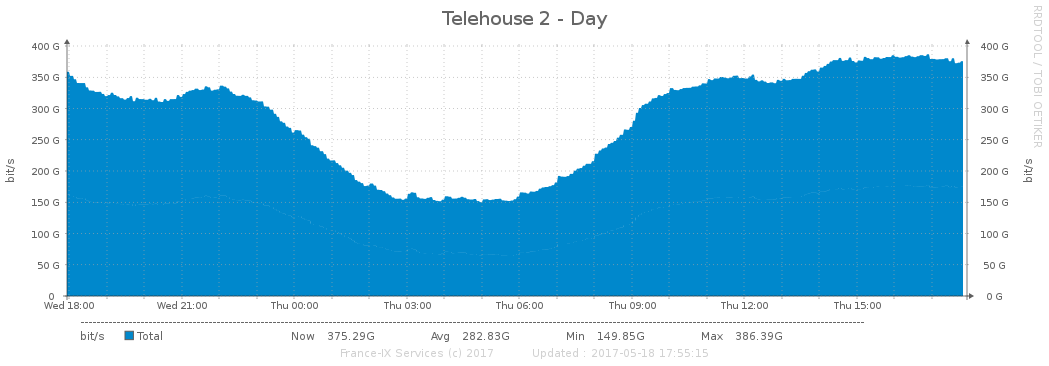 Telehouse 2 - Day
RRDTOOL / TOBI OETIKER
bit/s
400 G
350 G
300 G
250 G
200 G
150 G
100 G
50 G
0
400 G
350 G
300 G
250 G
200 G
150 G
100 G
50 G
0 G
bit/s
Wed 18:00 Wed 21:00 Thu 00:00 Thu 03:00 Thu 06:00 Thu 09:00 Thu 12:00 Thu 15:00
bit/s Total Now 375.29G Avg 282.83G Min 149.85G Max 386.39G
France-IX Services (c) 2017 Updated : 2017-05-18 17:55:15